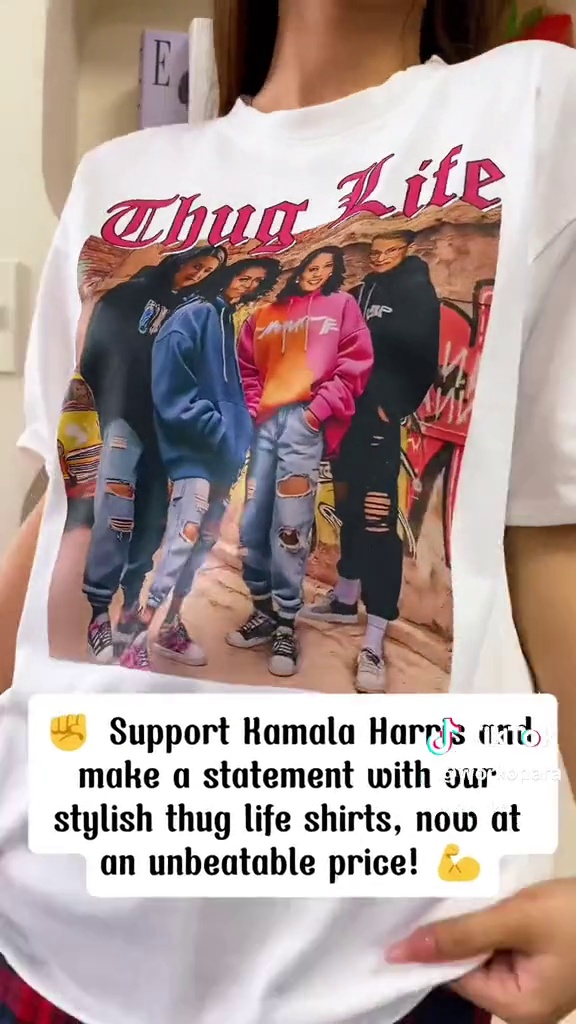 E
Thug Life
✊ Support Kamala Harris and
make a statement with our
stylish thug life shirts, now at
an unbeatable price! 💪
TikTok